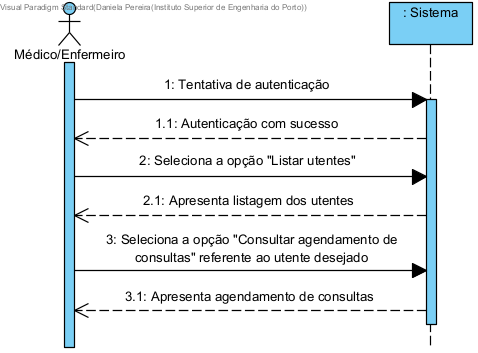 Visual Paradigm Standard(Daniela Pereira(Instituto Superior de Engenharia do Porto))
: Sistema
Médico/Enfermeiro
1: Tentativa de autenticação
1.1: Autenticação com sucesso
2: Seleciona a opção "Listar utentes"
2.1: Apresenta listagem dos utentes
3: Seleciona a opção "Consultar agendamento de
consultas" referente ao utente desejado
3.1: Apresenta agendamento de consultas